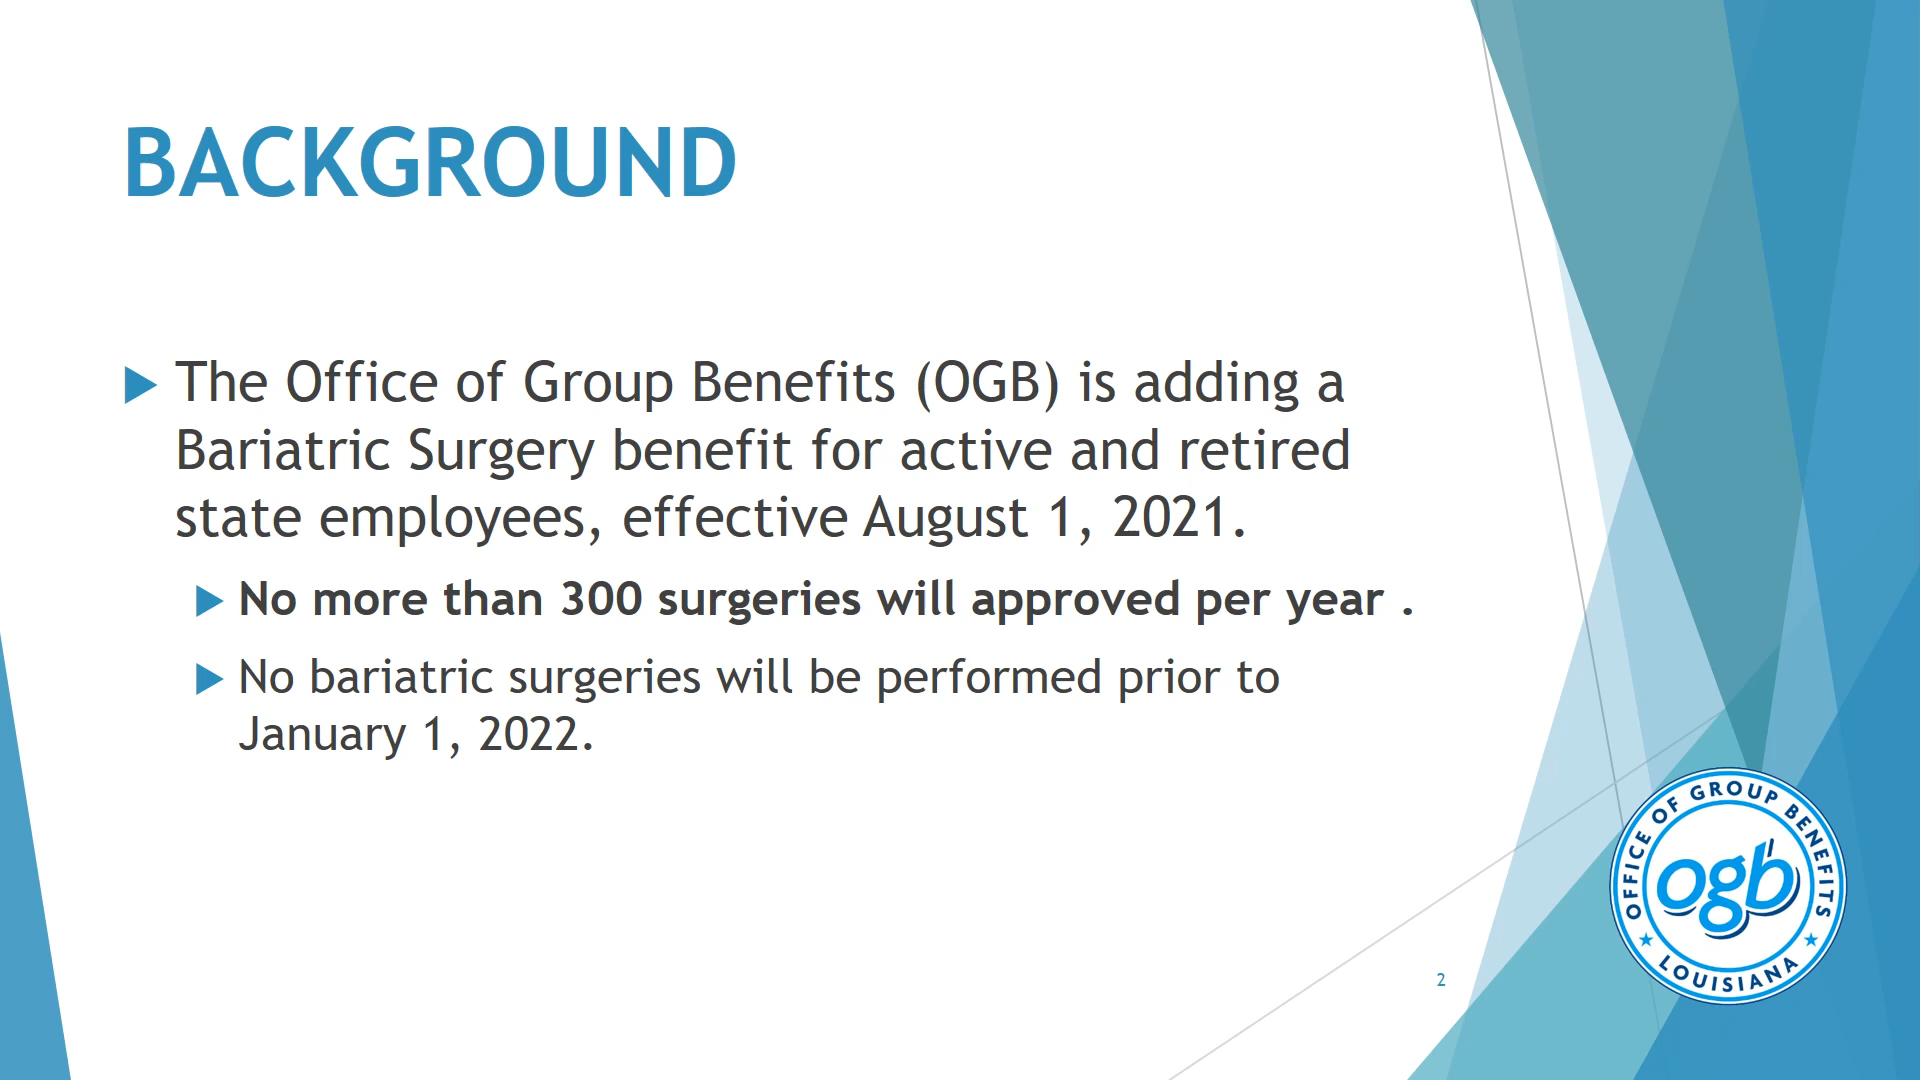 BACKGROUND
The Office of Group Benefits (OGB) is adding a
Bariatric Surgery benefit for active and retired
state employees, effective August 1, 2021.
No more than 300 surgeries will approved per year .
No bariatric surgeries will be performed prior to
January 1, 2022.
OFFICE OF GROUP BENEFITS
ogb
LOUISIANA
2